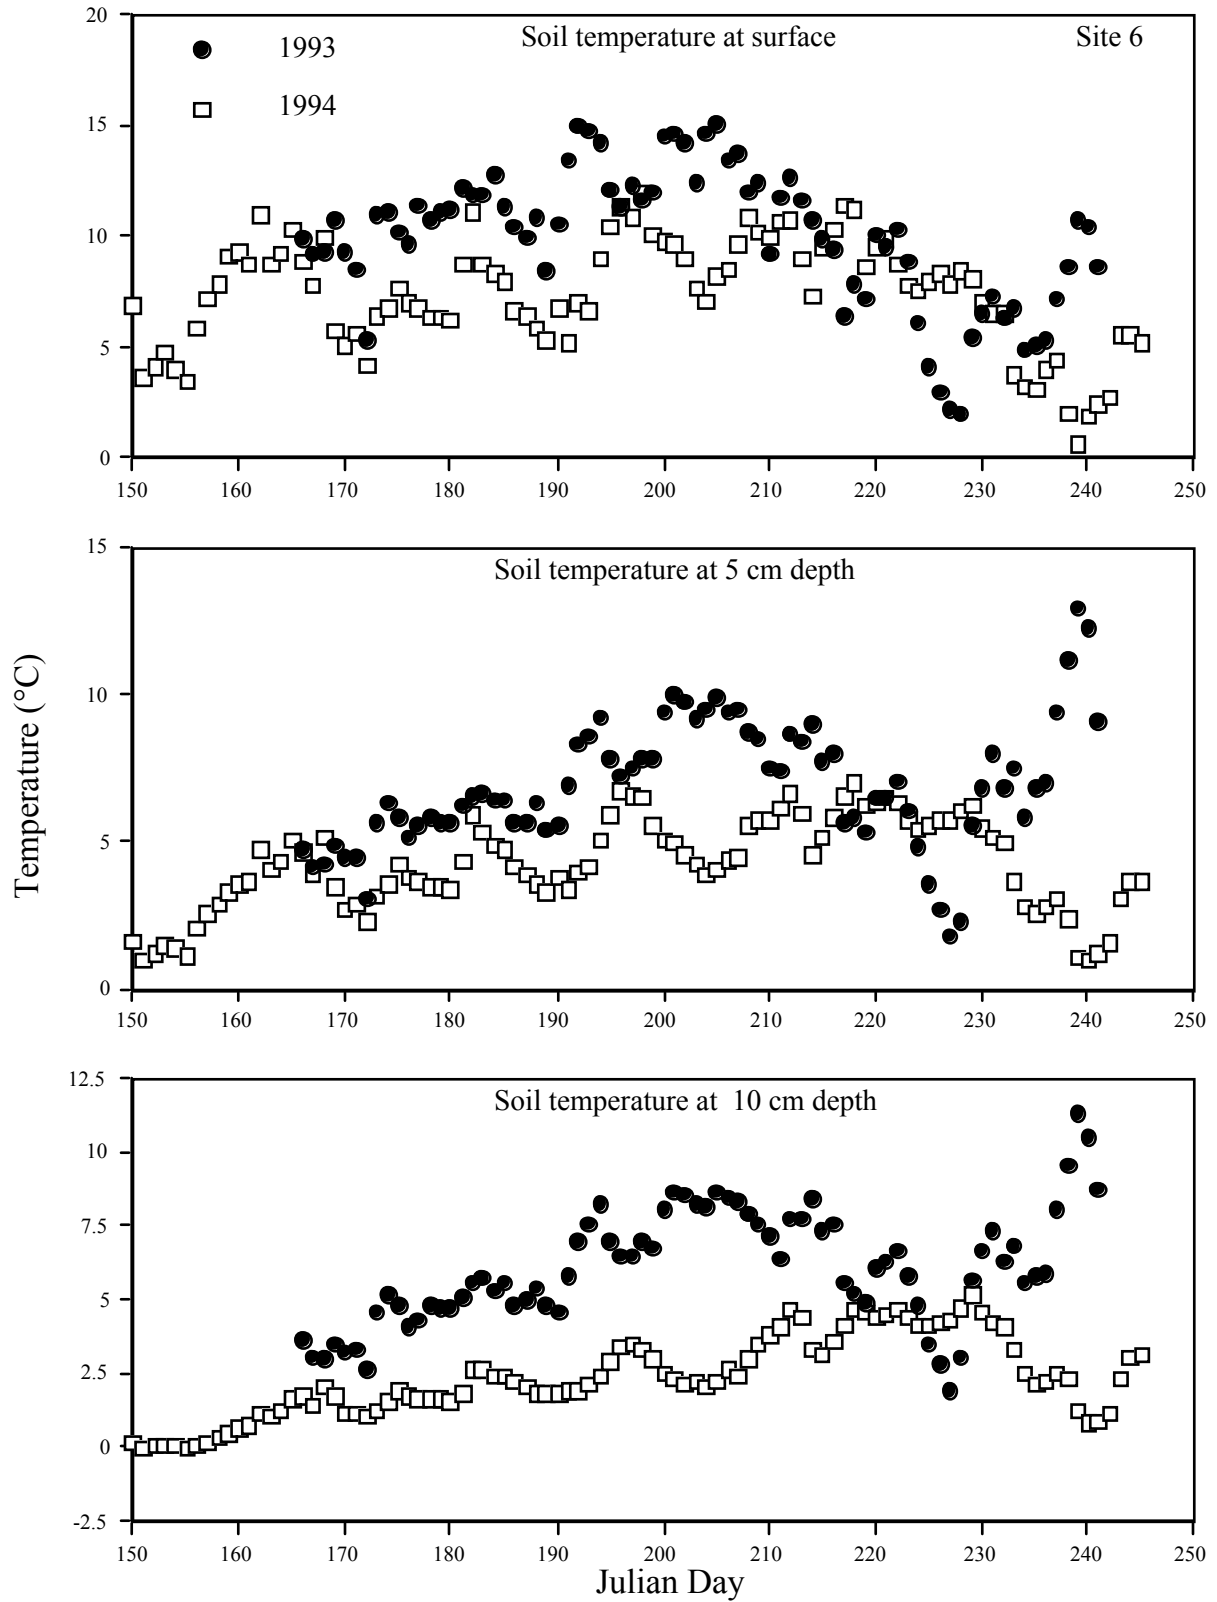 20
Soil temperature at surface
Site 6
1993
1994
15
10
5
0
150 160 170 180 190 200 210 220 230 240 250
15
Soil temperature at 5 cm depth
10
5
0
150 160 170 180 190 200 210 220 230 240 250
Temperature (°C)
12.5
Soil temperature at 10 cm depth
10
7.5
5
2.5
0
-2.5
150 160 170 180 190 200 210 220 230 240 250
Julian Day